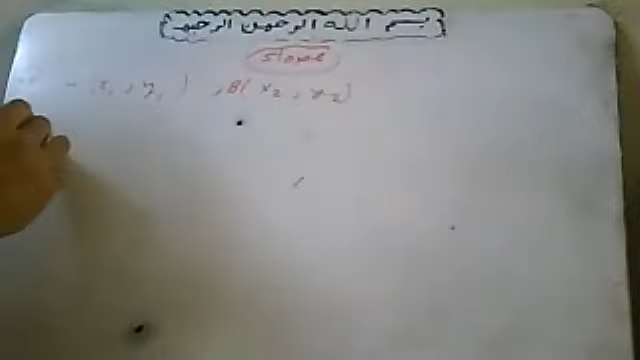 بسم الله الرحمن الرحيم
slope
(x₁, y₁) , B(x₂, y₂)